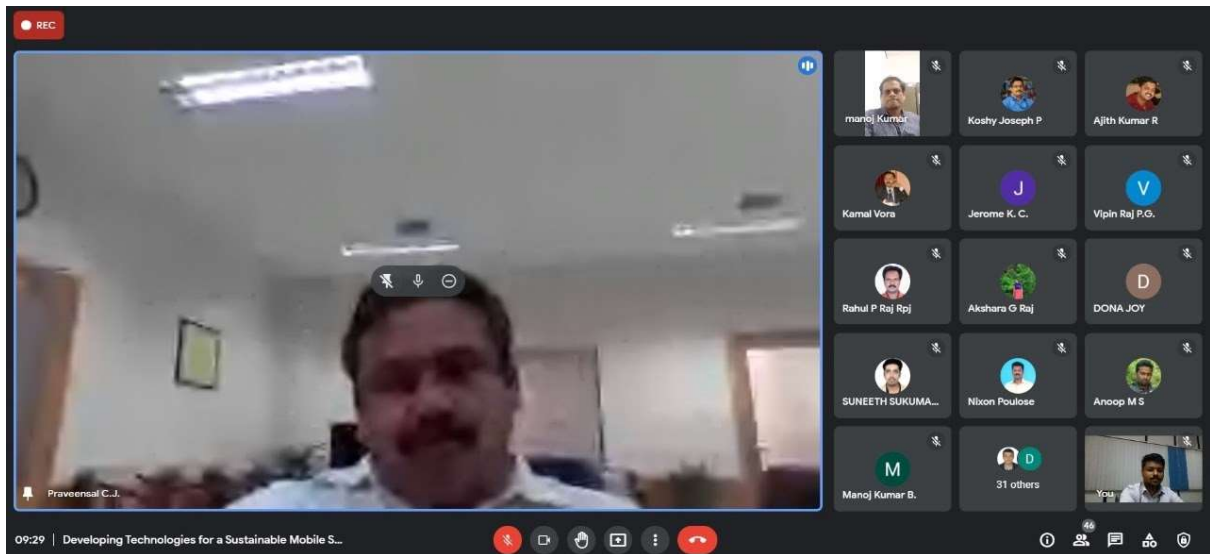 REC
manoj Kumar
Koshy Joseph P
Ajith Kumar R
Kamal Vora
J
Jerome K. C.
V
Vipin Raj P.G.
Rahul P Raj Rpj
Akshara G Raj
D
DONA JOY
SUNEETH SUKUMA...
Nixon Poulose
Anoop M S
M
Manoj Kumar B.
D
31 others
You
Praveensal C.J.
09:29 | Developing Technologies for a Sustainable Mobile S...
46